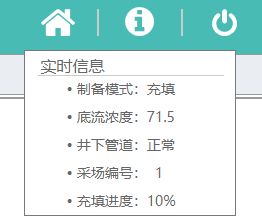 实时信息
• 制备模式：充填
• 底流浓度：71.5
• 井下管道：正常
• 采场编号： 1
• 充填进度：10%